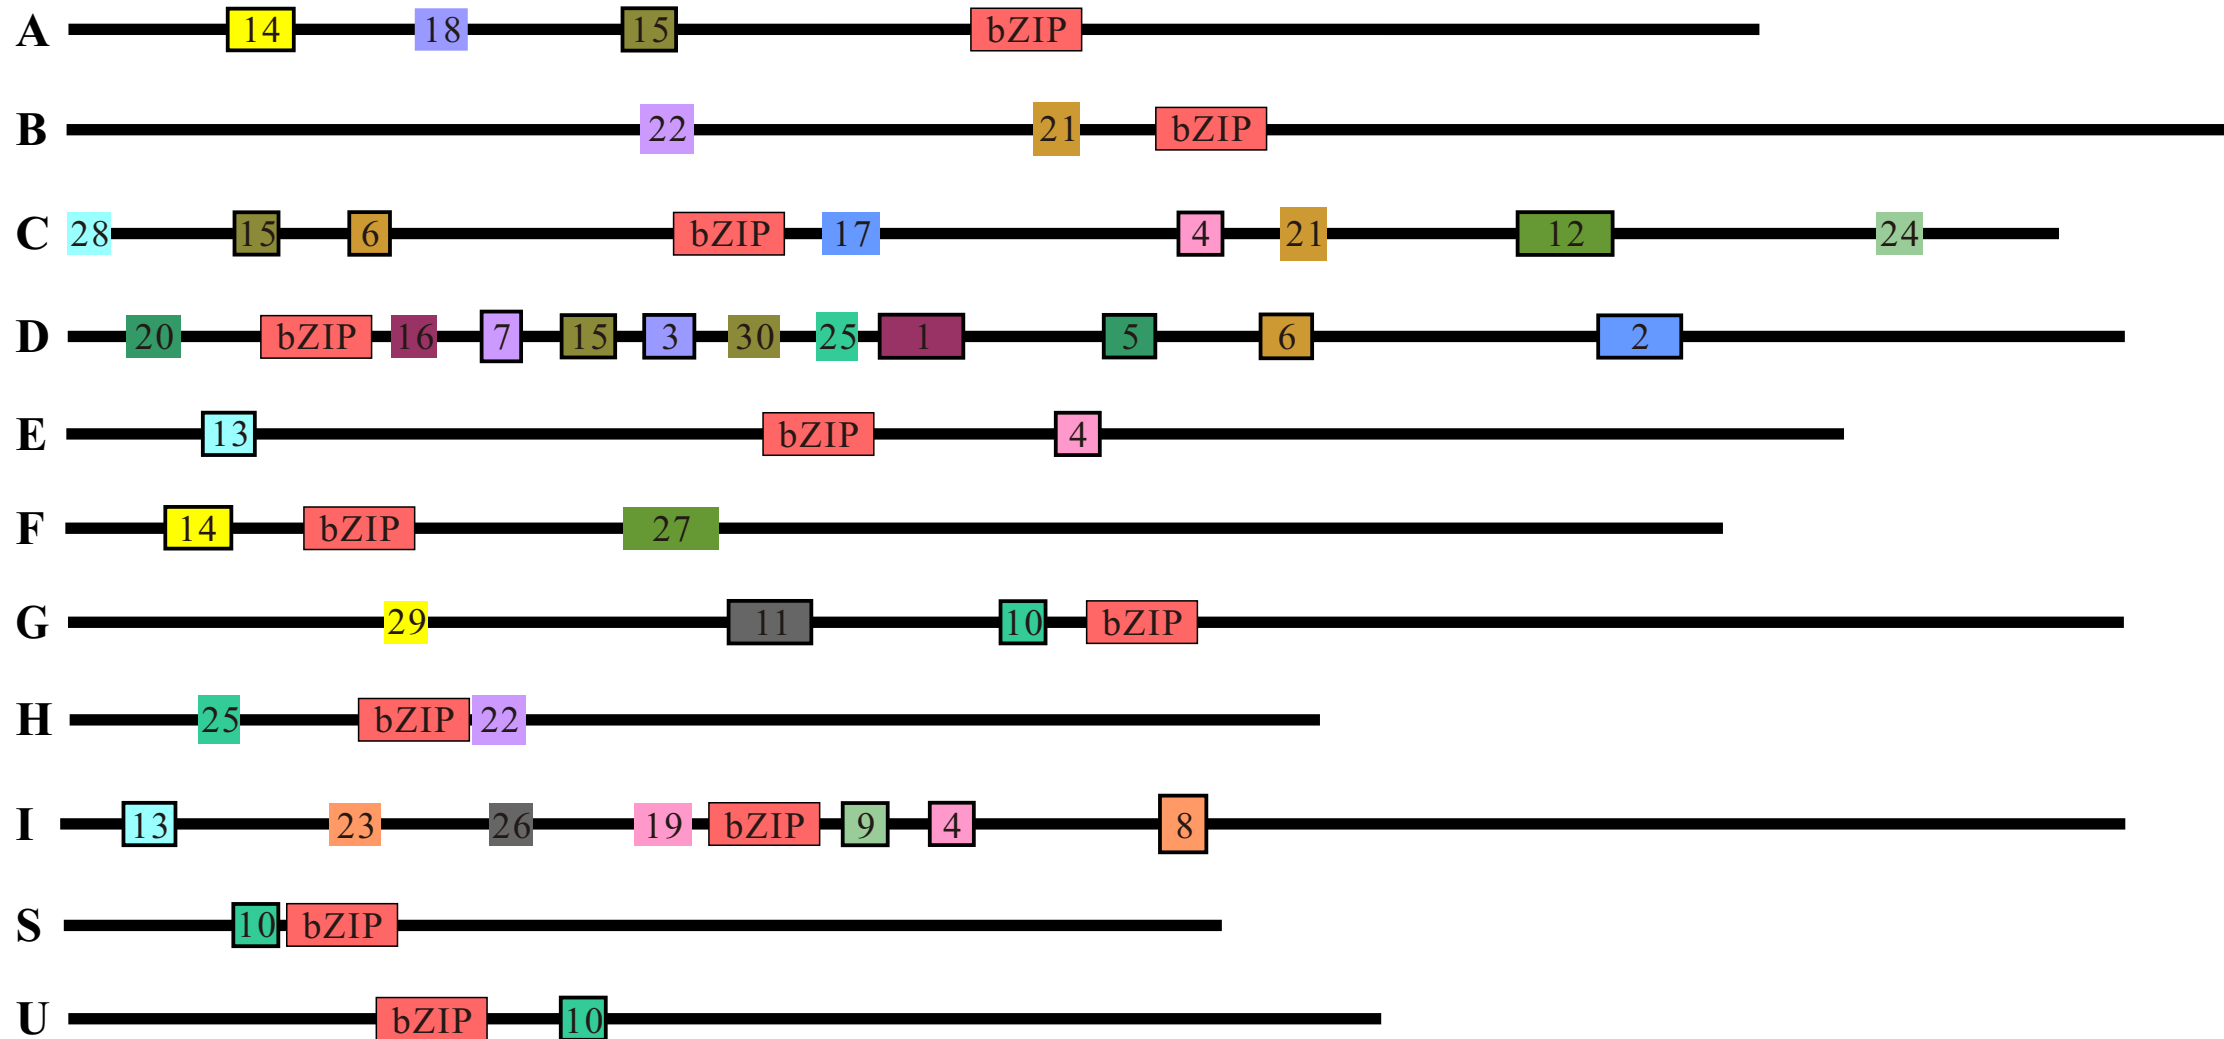 A 14 18 15 bZIP
B 22 21 bZIP
C 28 15 6 bZIP 17 4 21 12 24
D 20 bZIP 16 7 15 3 30 25 1 5 6 2
E 13 bZIP 4
F 14 bZIP 27
G 29 11 10 bZIP
H 25 bZIP 22
I 13 23 26 19 bZIP 9 4 8
S 10 bZIP
U bZIP 10